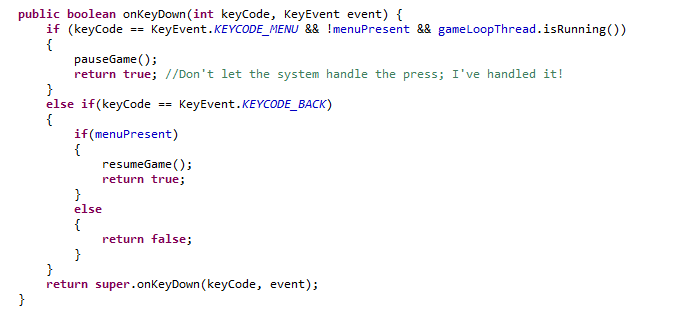 public boolean onKeyDown(int keyCode, KeyEvent event) {
    if (keyCode == KeyEvent.KEYCODE_MENU && !menuPresent && gameLoopThread.isRunning())
    {
        pauseGame();
        return true; //Don't let the system handle the press; I've handled it!
    }
    else if(keyCode == KeyEvent.KEYCODE_BACK)
    {
        if(menuPresent)
        {
            resumeGame();
            return true;
        }
        else
        {
            return false;
        }
    }
    return super.onKeyDown(keyCode, event);
}